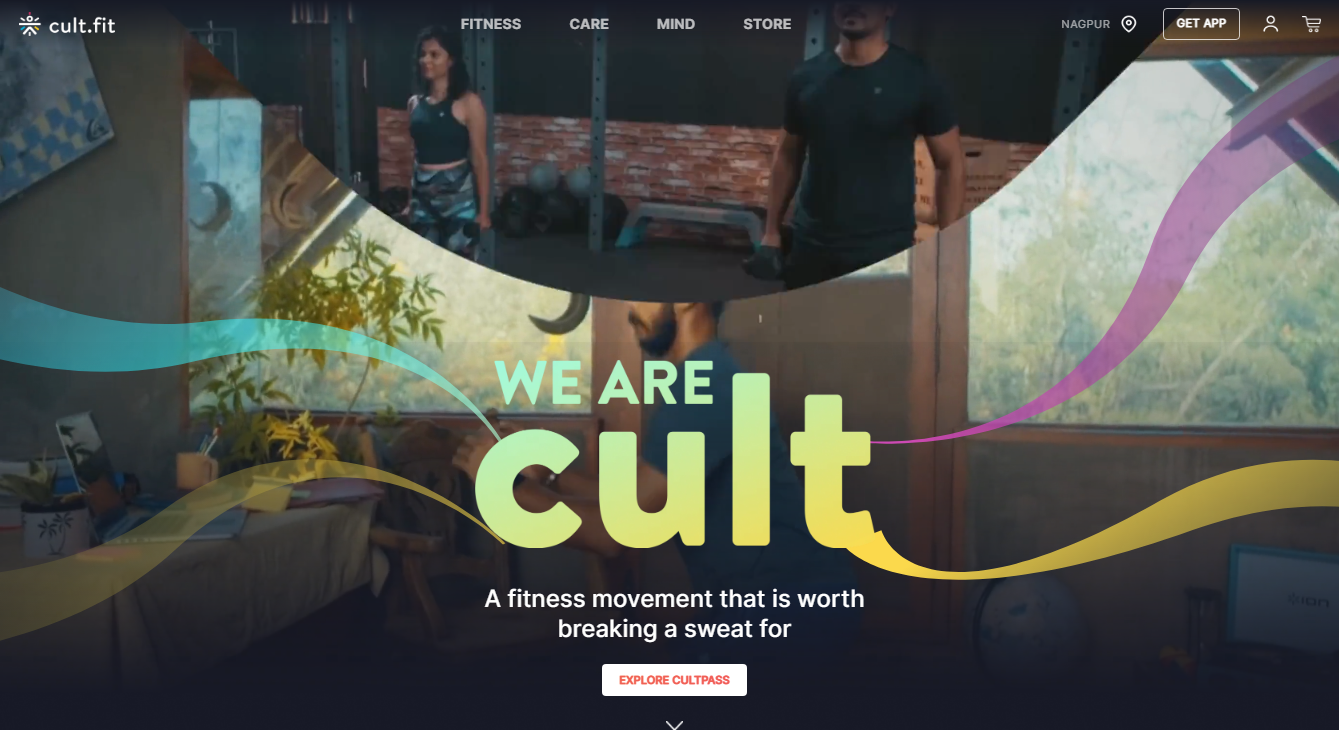 cult.fit
FITNESS CARE MIND STORE
NAGPUR
GET APP
WE ARE
cult
A fitness movement that is worth
breaking a sweat for
EXPLORE CULTPASS